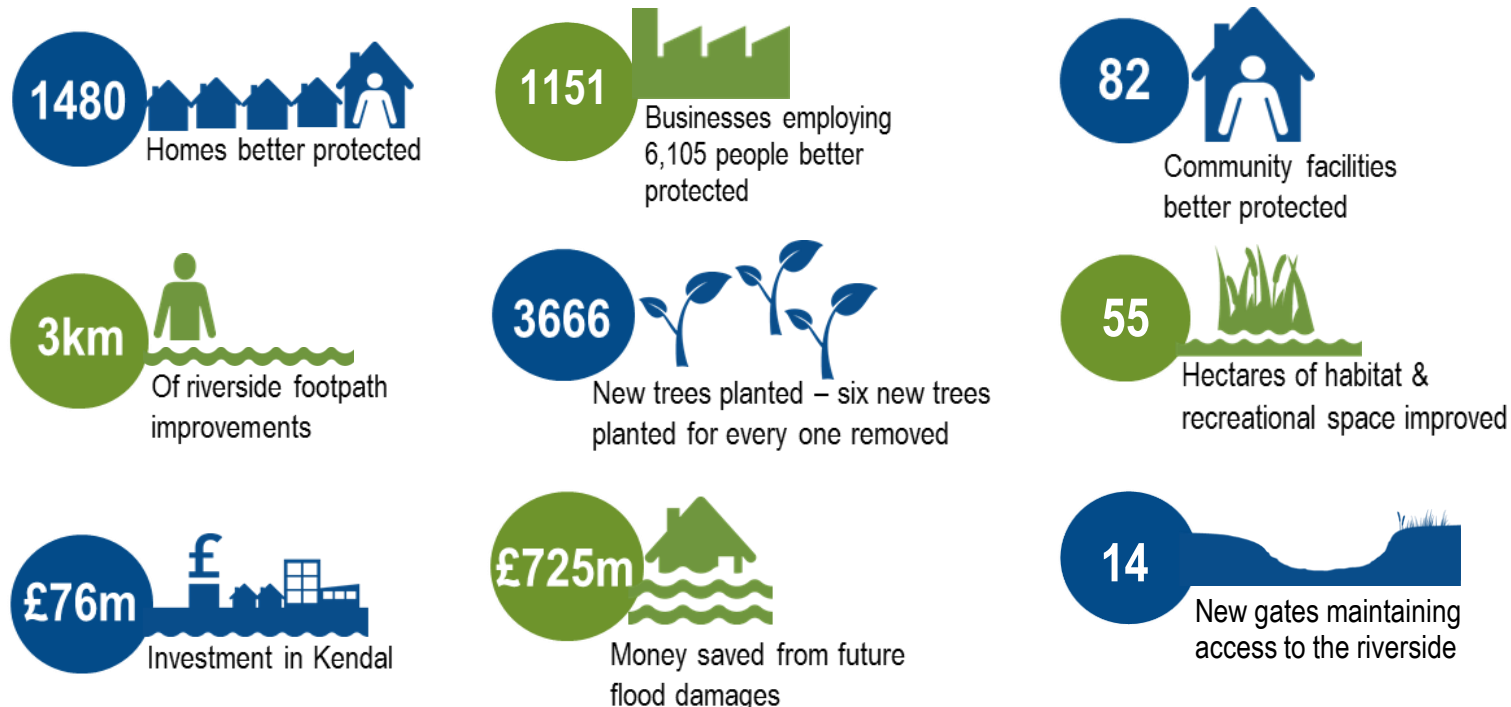 1480
Homes better protected
1151
Businesses employing
6,105 people better
protected
82
Community facilities
better protected
3km
Of riverside footpath
improvements
3666
New trees planted – six new trees
planted for every one removed
55
Hectares of habitat &
recreational space improved
£76m
£
Investment in Kendal
£725m
Money saved from future
flood damages
14
New gates maintaining
access to the riverside